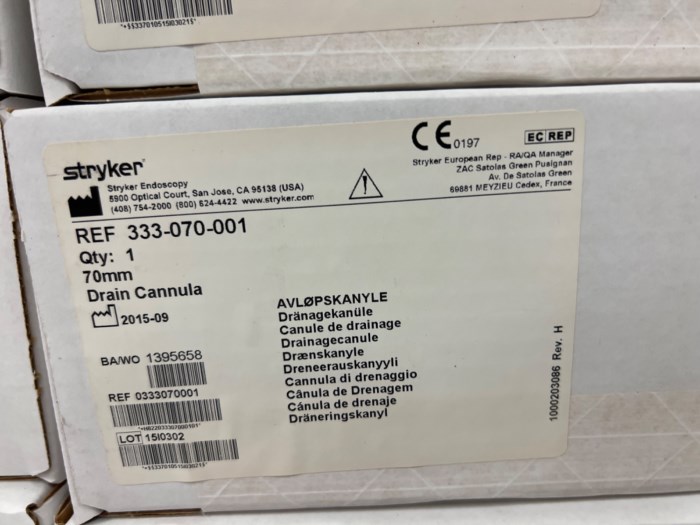 stryker
Stryker Endoscopy
5900 Optical Court, San Jose, CA 95138 (USA)
(408) 754-2000 (800) 624-4422 www.stryker.com
CE 0197
EC REP
Stryker European Rep - RA/QA Manager
ZAC Satolas Green Pusignan
Av. De Satolas Green
69881 MEYZIEU Cedex, France
REF 333-070-001
Qty: 1
70mm
Drain Cannula
2015-09
BA/WO 1395658
REF 0333070001
LOT 15I0302
AVLØPSKANYLE
Dränagekanüle
Canule de drainage
Drainagecanule
Drænskanyle
Dreneerauskanyyli
Cannula di drenaggio
Cânula de Drenagem
Cánula de drenaje
Dräneringskanyl
1000203086 Rev. H